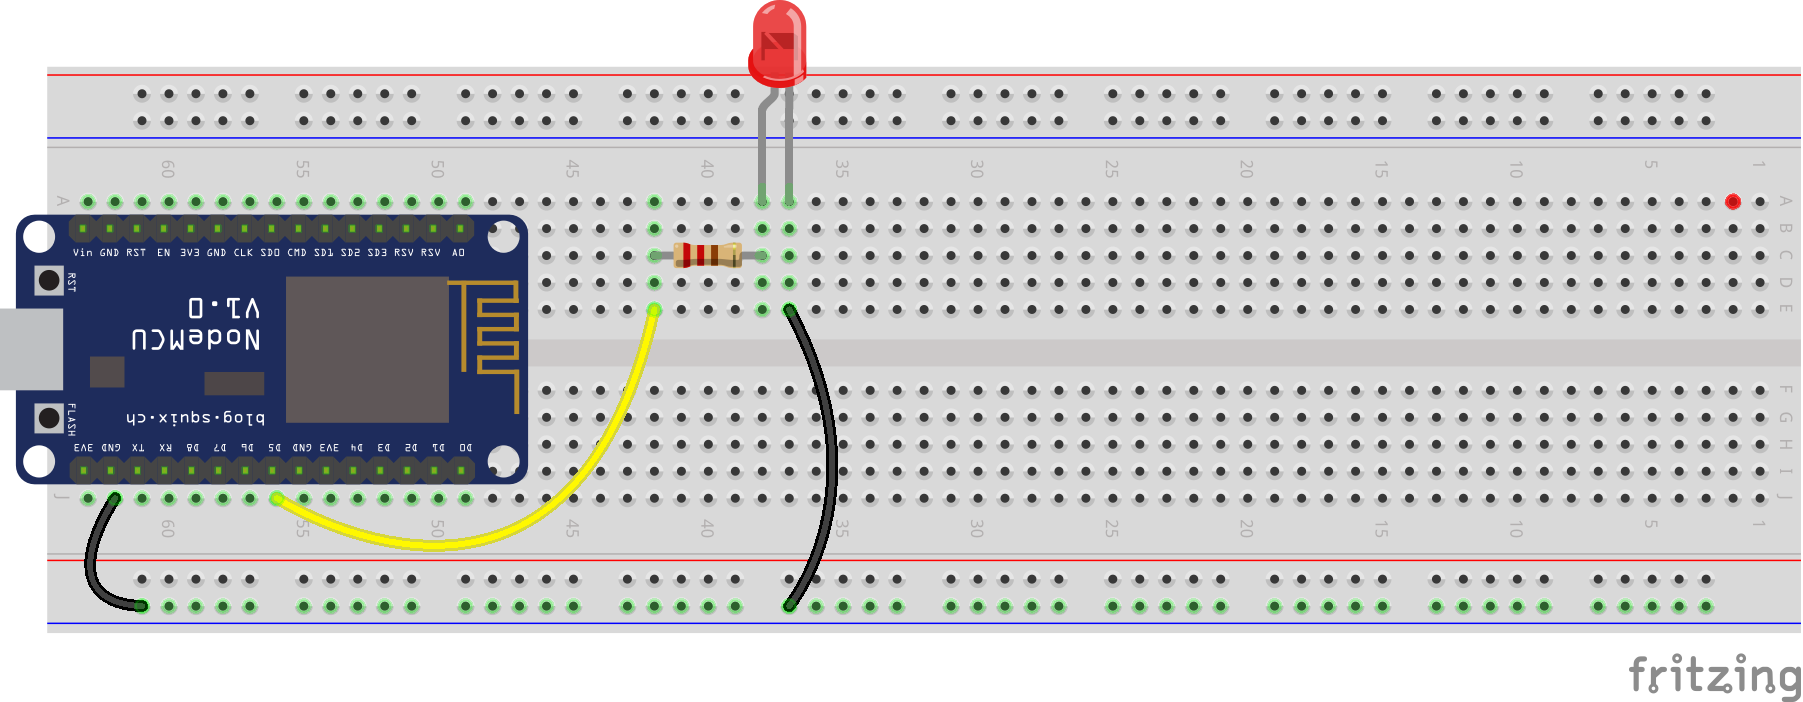 60 55 50 45 40 35 30 25 20 15 10 5 1
A A
B
C
D
E
Vin GND RST EN 3V3 GND CLK SD0 CMD SD1 SD2 SD3 RSV RSV A0
RST
V1.0
NodeMCU
blog.squix.ch
FLASH
3V3 GND TX RX D8 D7 D6 D5 GND 3V3 D4 D3 D2 D1 D0
F
G
H
I
J J
60 55 50 45 40 35 30 25 20 15 10 5 1
fritzing